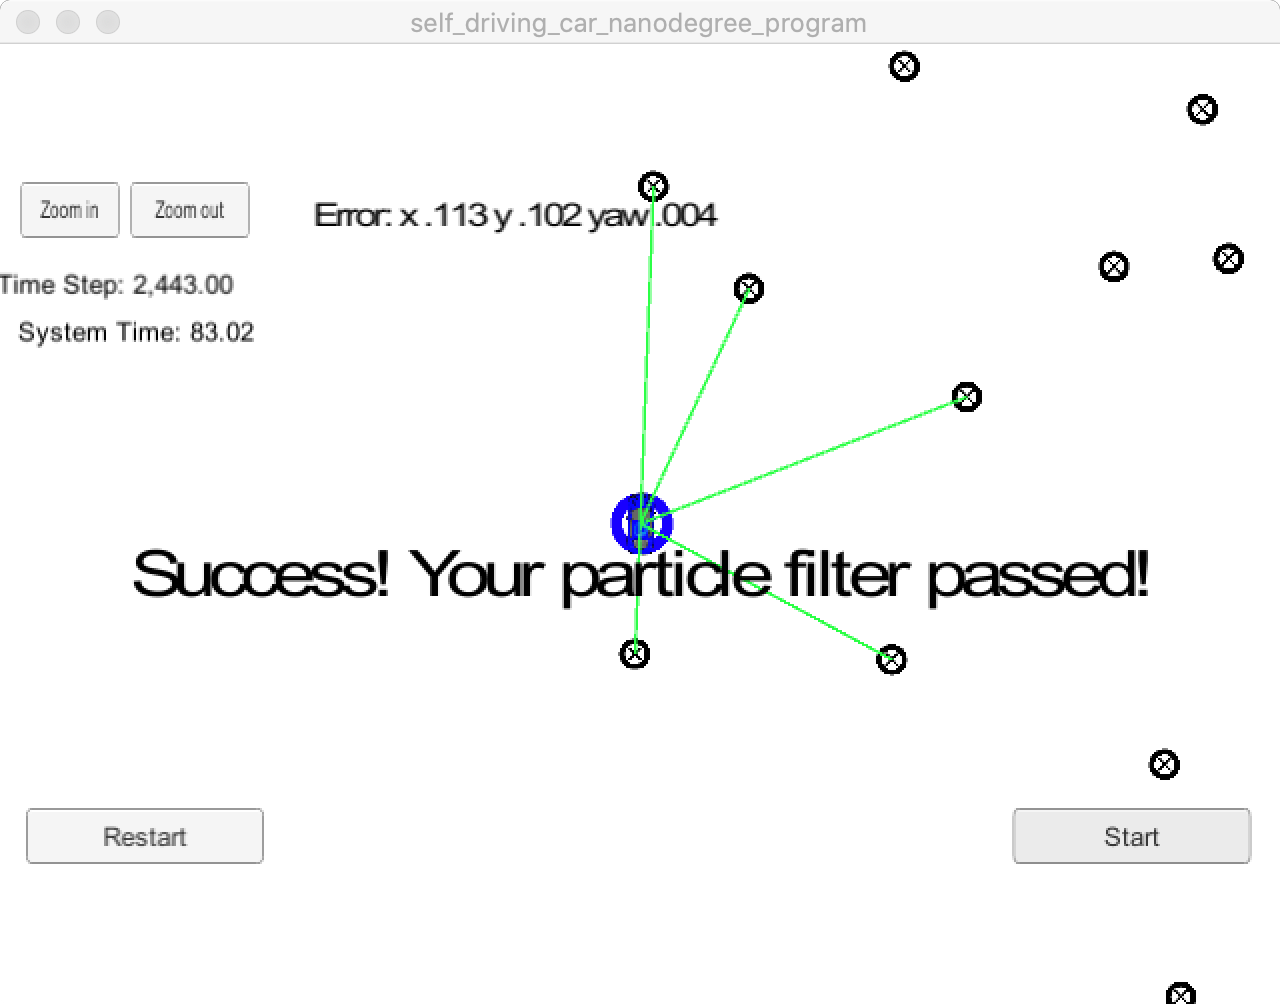 self_driving_car_nanodegree_program
Zoom in
Zoom out
Error: x .113 y .102 yaw .004
Time Step: 2,443.00
System Time: 83.02
Success! Your particle filter passed!
Restart
Start